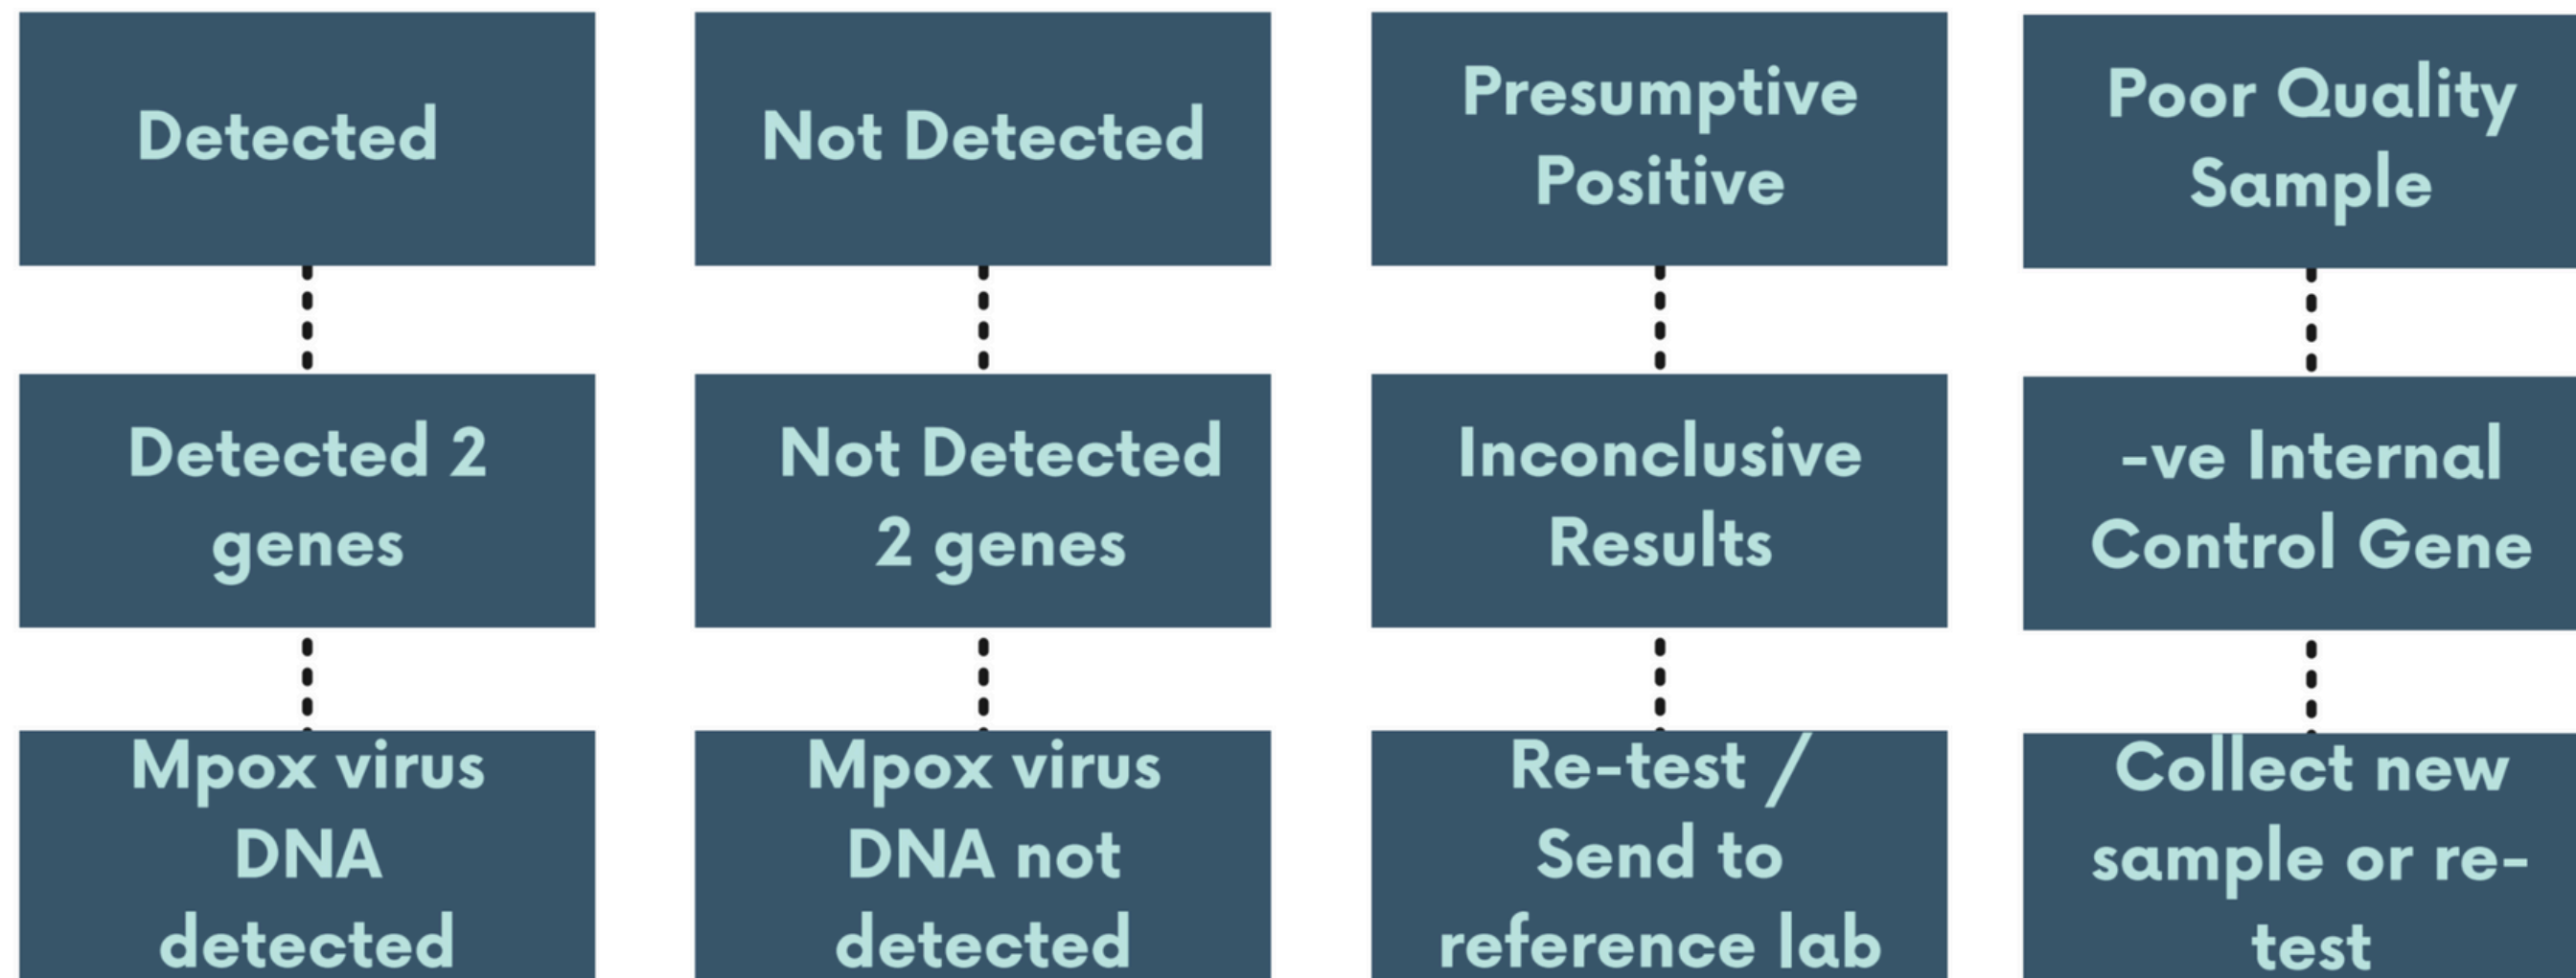 Detected
Not Detected
Presumptive
Positive
Poor Quality
Sample
Detected 2
genes
Not Detected
2 genes
Inconclusive
Results
-ve Internal
Control Gene
Mpox virus
DNA
detected
Mpox virus
DNA not
detected
Re-test /
Send to
reference lab
Collect new
sample or re-
test